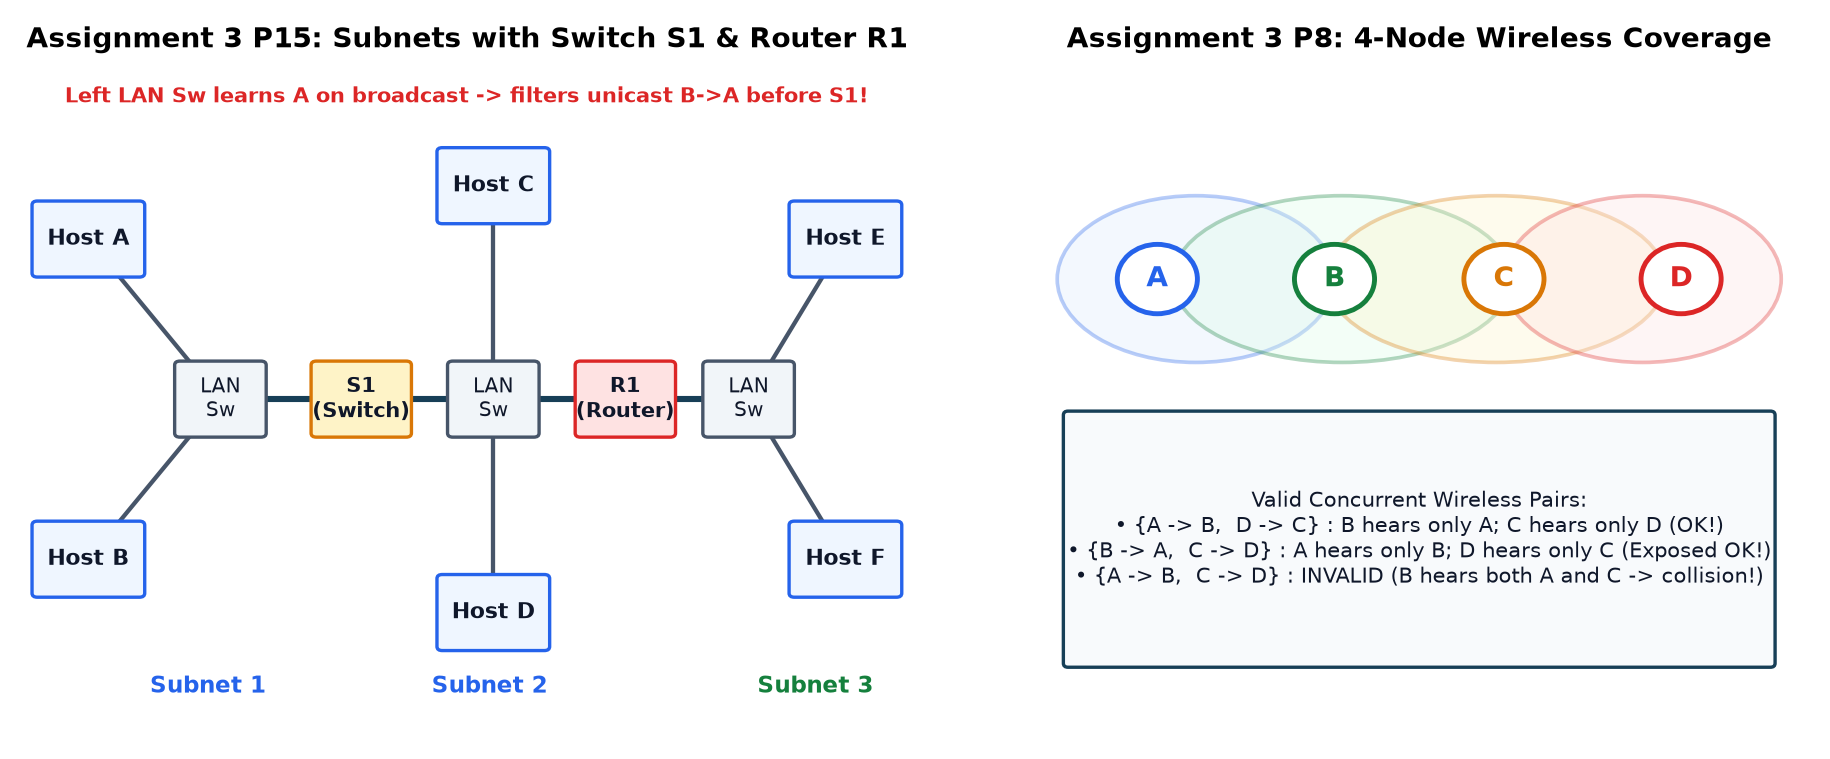 Assignment 3 P15: Subnets with Switch S1 & Router R1
Left LAN Sw learns A on broadcast -> filters unicast B->A before S1!
Host C
Host A
Host E
LAN
Sw
S1
(Switch)
LAN
Sw
R1
(Router)
LAN
Sw
Host B
Host F
Host D
Subnet 1
Subnet 2
Subnet 3
Assignment 3 P8: 4-Node Wireless Coverage
A
B
C
D
Valid Concurrent Wireless Pairs:
• {A -> B,  D -> C} : B hears only A; C hears only D (OK!)
• {B -> A,  C -> D} : A hears only B; D hears only C (Exposed OK!)
• {A -> B,  C -> D} : INVALID (B hears both A and C -> collision!)